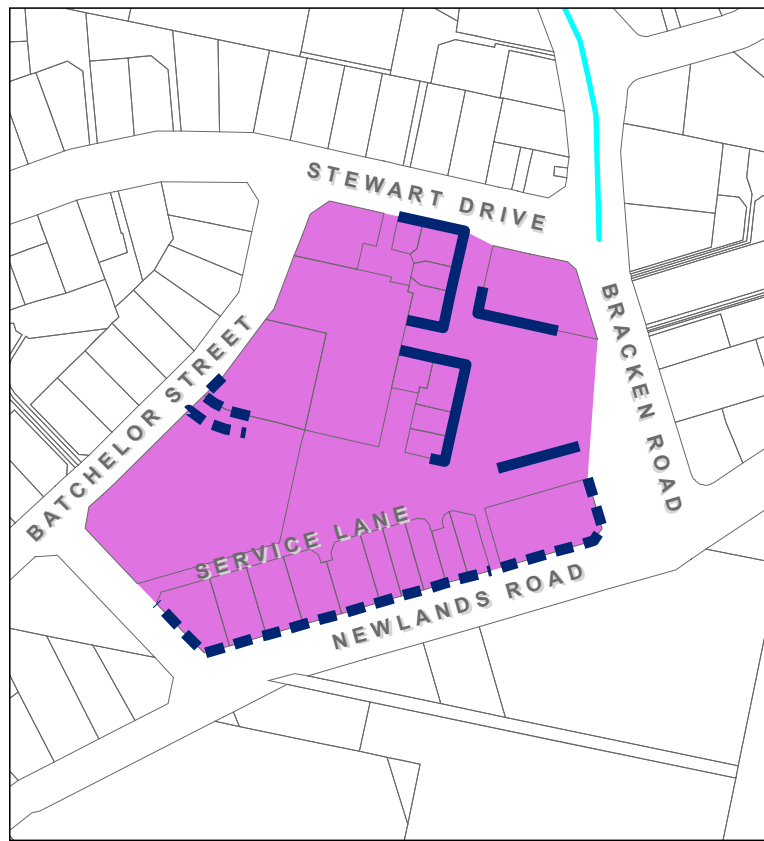 STEWART DRIVE
BRACKEN ROAD
BATCHELOR STREET
SERVICE LANE
NEWLANDS ROAD